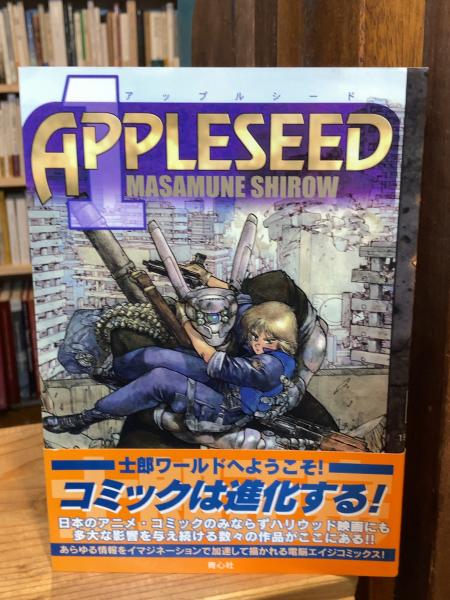 アップルシード
1
APPLESEED
MASAMUNE SHIROW
士郎ワールドへようこそ!
コミックは進化する!
日本のアニメ・コミックのみならずハリウッド映画にも
多大な影響を与え続ける数々の作品がここにある!!
あらゆる情報をイマジネーションで加速して描かれる電脳エイジコミックス!
青心社